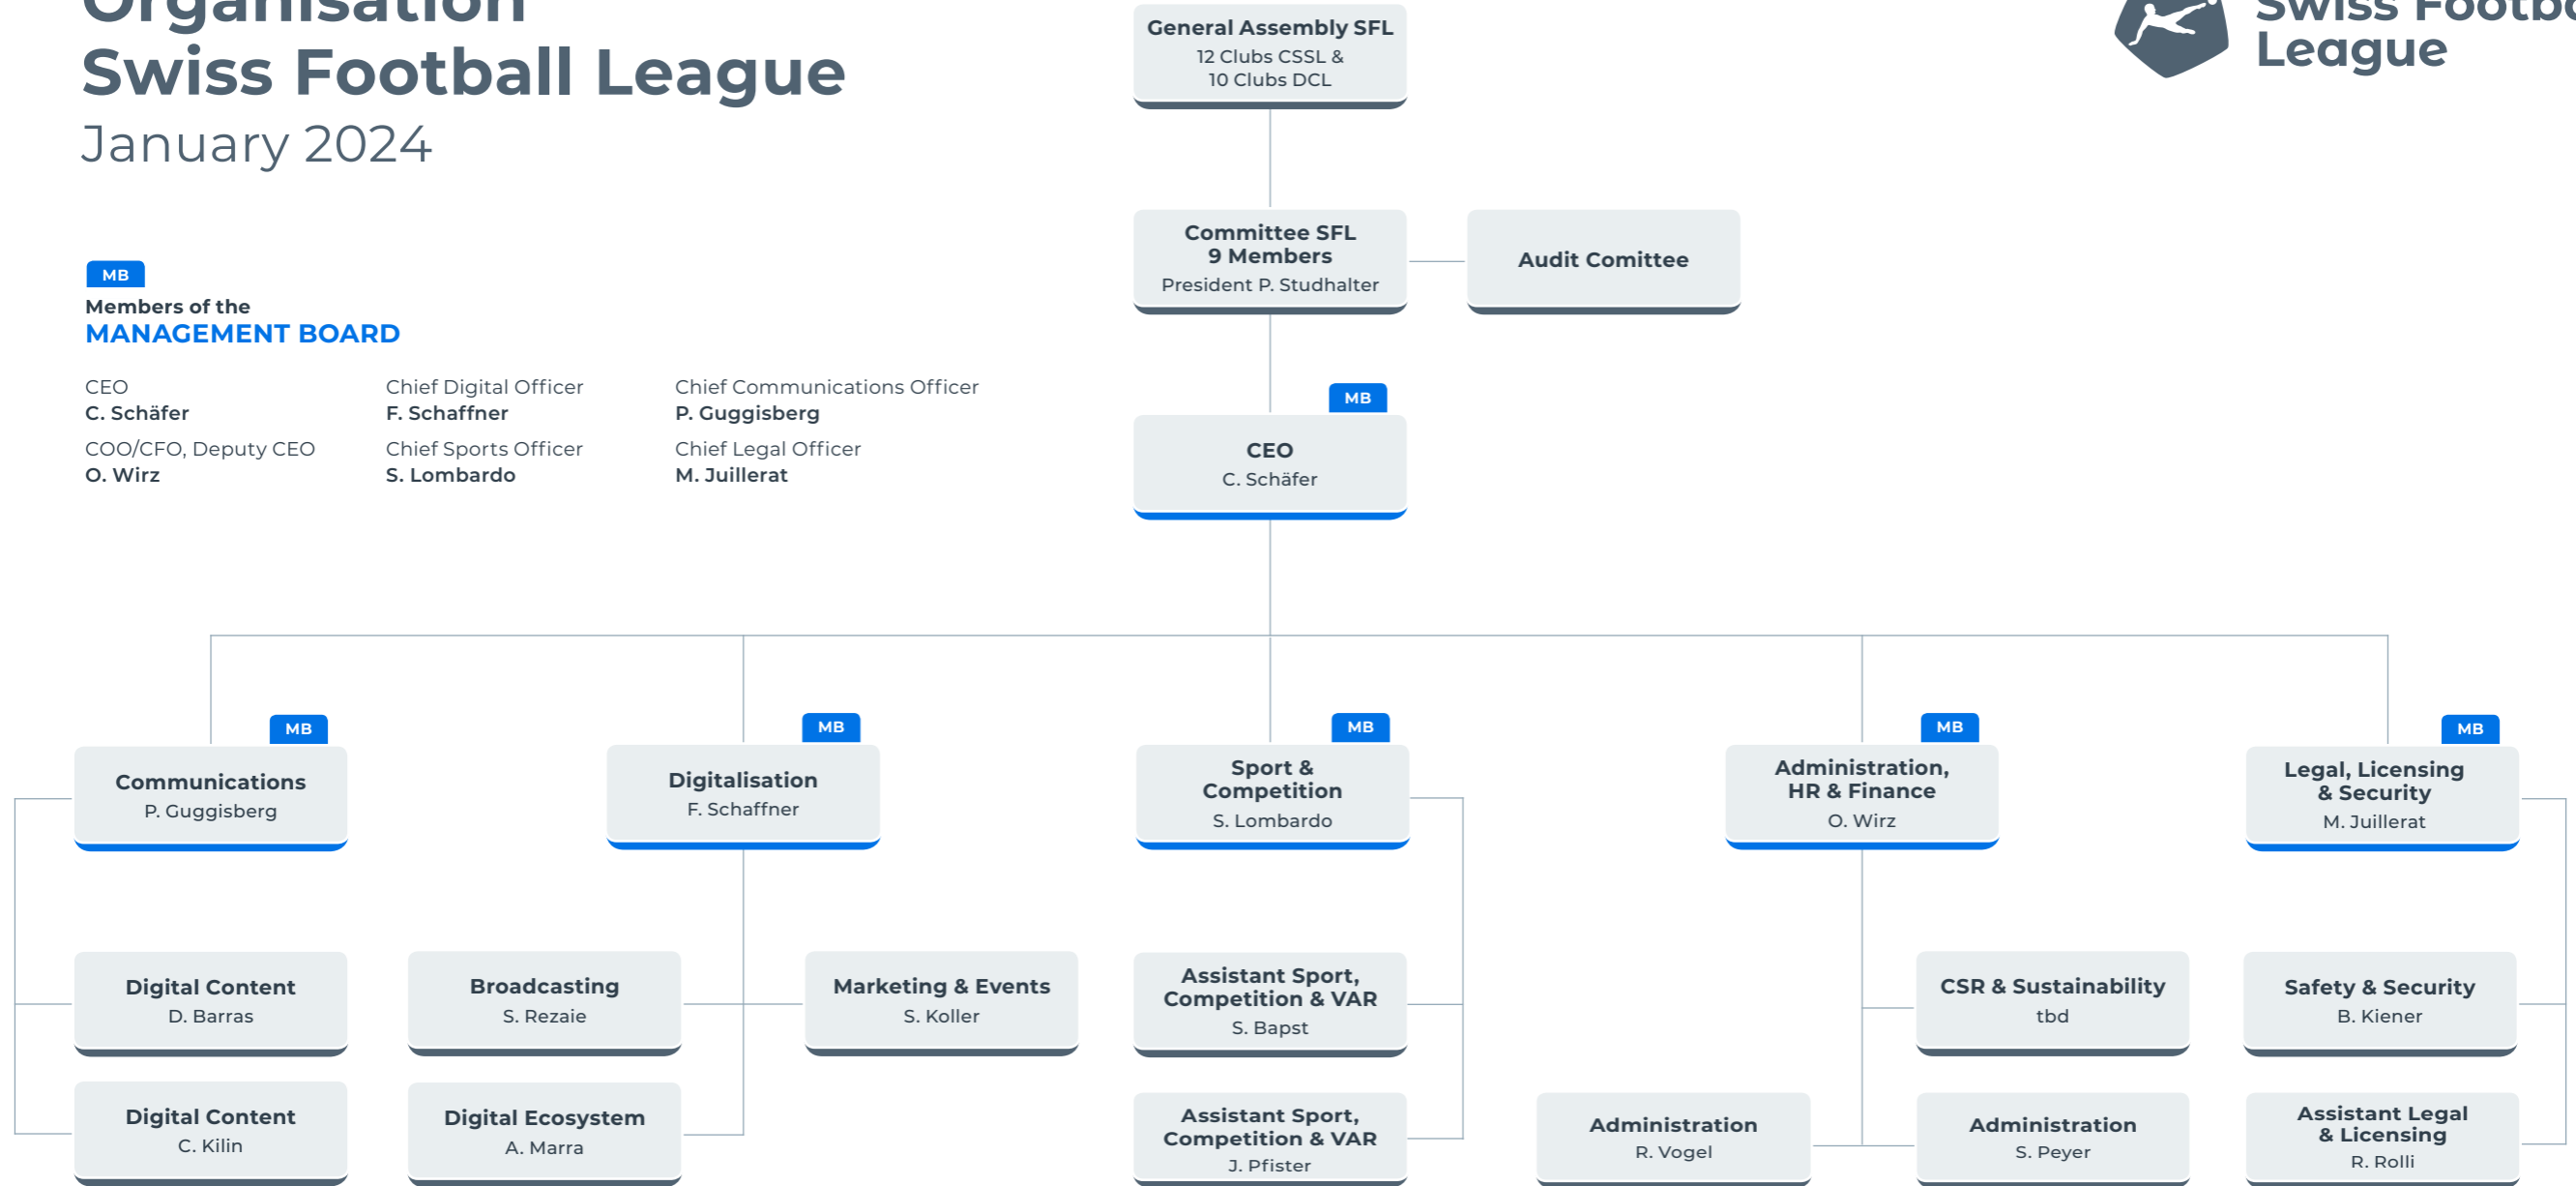 Organisation
Swiss Football League
January 2024
Swiss
League
General Assembly SFL
12 Clubs CSSL &
10 Clubs DCL
Committee SFL
9 Members
President P. Studhalter
Audit Comittee
MB
Members of the
MANAGEMENT BOARD
CEO
C. Schäfer
Chief Digital Officer
F. Schaffner
Chief Communications Officer
P. Guggisberg
COO/CFO, Deputy CEO
O. Wirz
Chief Sports Officer
S. Lombardo
Chief Legal Officer
M. Juillerat
MB
CEO
C. Schäfer
MB
Communications
P. Guggisberg
MB
Digitalisation
F. Schaffner
MB
Sport &
Competition
S. Lombardo
MB
Administration,
HR & Finance
O. Wirz
MB
Legal, Licensing
& Security
M. Juillerat
Digital Content
D. Barras
Broadcasting
S. Rezaie
Marketing & Events
S. Koller
Assistant Sport,
Competition & VAR
S. Bapst
CSR & Sustainability
tbd
Safety & Security
B. Kiener
Digital Content
C. Kilin
Digital Ecosystem
A. Marra
Assistant Sport,
Competition & VAR
J. Pfister
Administration
R. Vogel
Administration
S. Peyer
Assistant Legal
& Licensing
R. Rolli